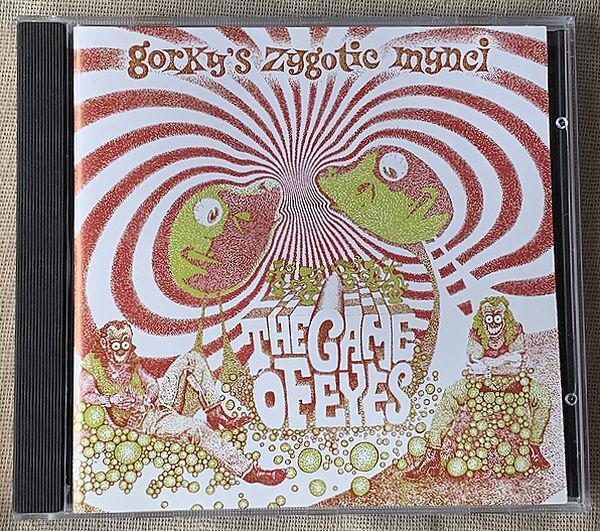 gorky's zygotic mynci
THE GAME
OF EYES